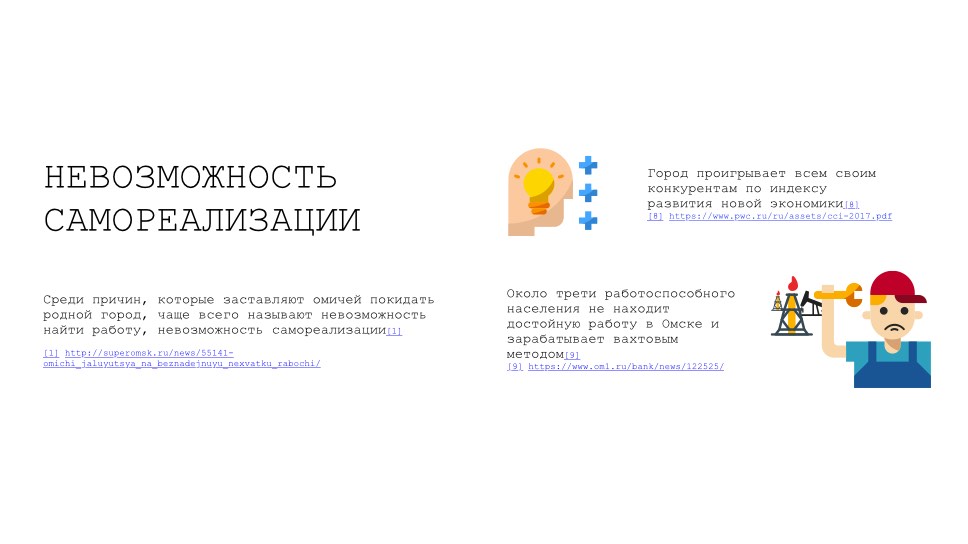 НЕВОЗМОЖНОСТЬ
САМОРЕАЛИЗАЦИИ
Среди причин, которые заставляют омичей покидать
родной город, чаще всего называют невозможность
найти работу, невозможность самореализации[1]
[1] http://superomsk.ru/news/55141-
omichi_jaluyutsya_na_beznadejnuyu_nexvatku_rabochi/
Город проигрывает всем своим
конкурентам по индексу
развития новой экономики[8]
[8] https://www.pwc.ru/ru/assets/cci-2017.pdf
Около трети работоспособного
населения не находит
достойную работу в Омске и
зарабатывает вахтовым
методом[9]
[9] https://www.om1.ru/bank/news/122525/